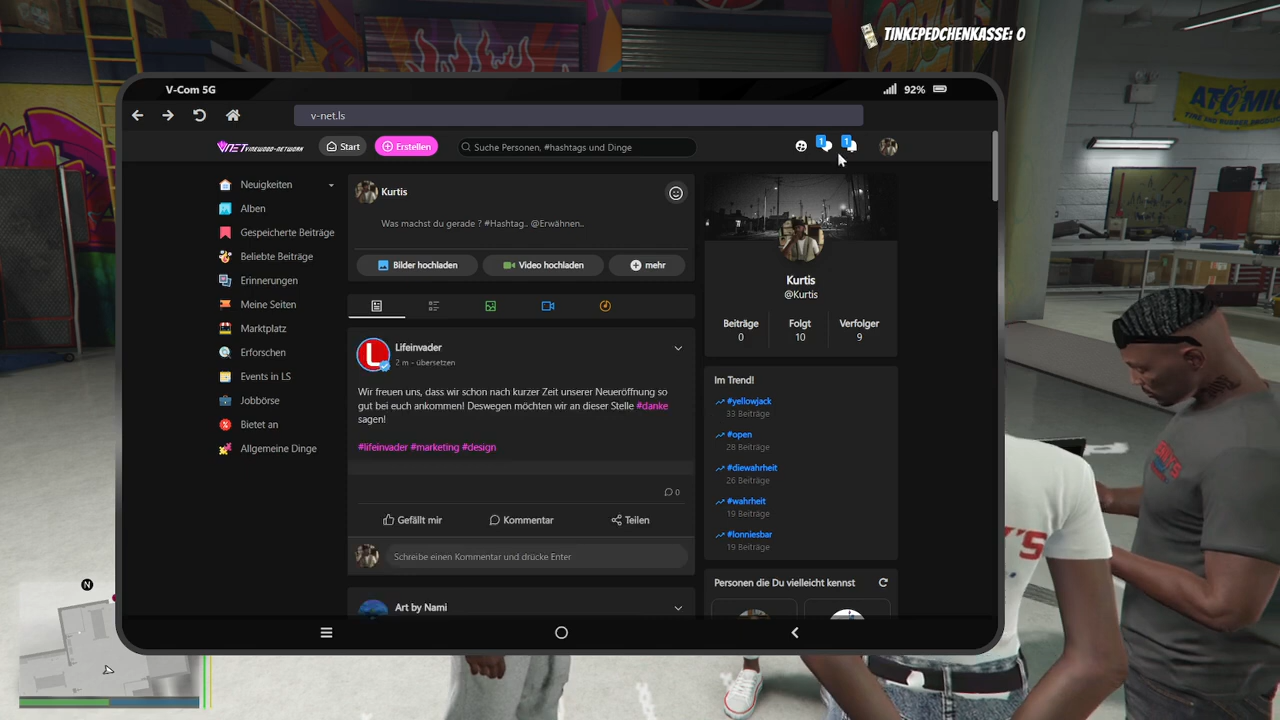 TINKEPEDCHENKASSE: 0
V-Com 5G
92%
v-net.ls
VNET VINEWOOD-NETWORK
Start
Erstellen
Suche Personen, #hashtags und Dinge
1
1
Neuigkeiten
Alben
Gespeicherte Beiträge
Beliebte Beiträge
Erinnerungen
Meine Seiten
Marktplatz
Erforschen
Events in LS
Jobbörse
Bietet an
Allgemeine Dinge
Kurtis
Was machst du gerade ? #Hashtag.. @Erwähnen..
Bilder hochladen
Video hochladen
mehr
L
Lifeinvader
2 m - übersetzen
Wir freuen uns, dass wir schon nach kurzer Zeit unserer Neueröffnung so
gut bei euch ankommen! Deswegen möchten wir an dieser Stelle #danke
sagen!
#lifeinvader #marketing #design
0
Gefällt mir
Kommentar
Teilen
Schreibe einen Kommentar und drücke Enter
Art by Nami
Kurtis
@Kurtis
Beiträge
0
Folgt
10
Verfolger
9
Im Trend!
#yellowjack
33 Beiträge
#open
28 Beiträge
#diewahrheit
26 Beiträge
#wahrheit
19 Beiträge
#lonniesbar
19 Beiträge
Personen die Du vielleicht kennst
N